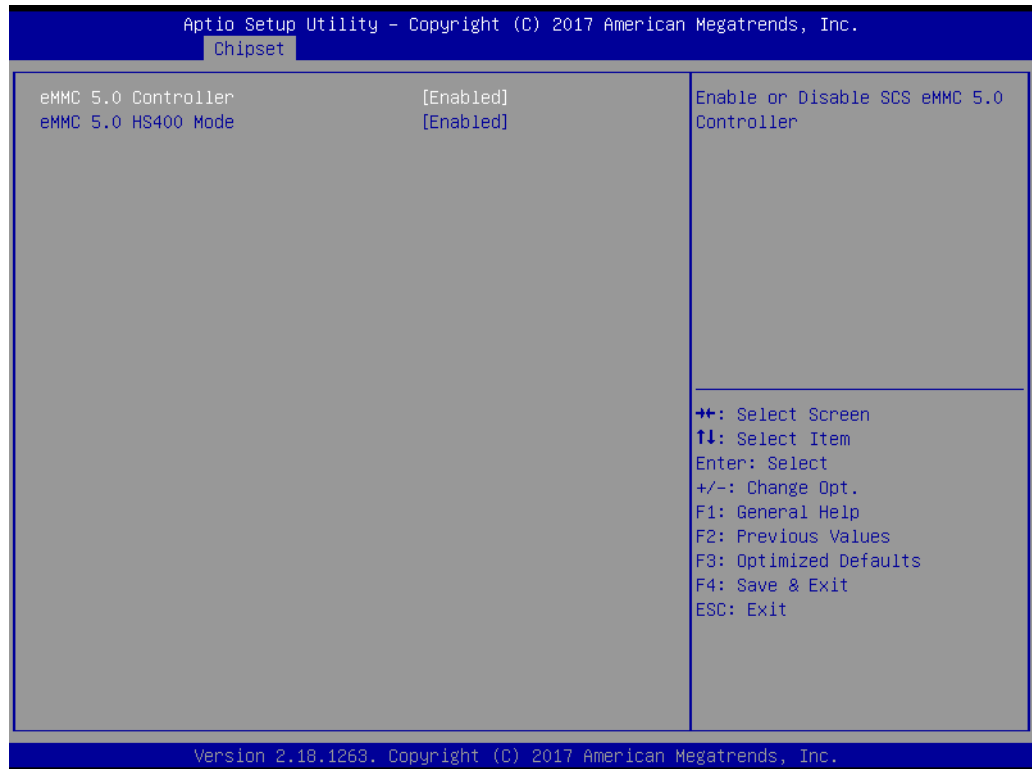 Aptio Setup Utility – Copyright (C) 2017 American Megatrends, Inc.
Chipset
eMMC 5.0 Controller [Enabled]
eMMC 5.0 HS400 Mode [Enabled]
Enable or Disable SCS eMMC 5.0
Controller
→←: Select Screen
↑↓: Select Item
Enter: Select
+/-: Change Opt.
F1: General Help
F2: Previous Values
F3: Optimized Defaults
F4: Save & Exit
ESC: Exit
Version 2.18.1263. Copyright (C) 2017 American Megatrends, Inc.